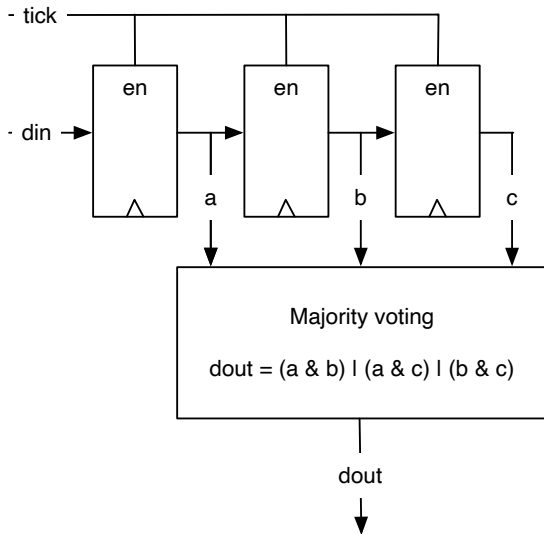 tick
en en en
din
a b c
Majority voting
dout = (a & b) | (a & c) | (b & c)
dout